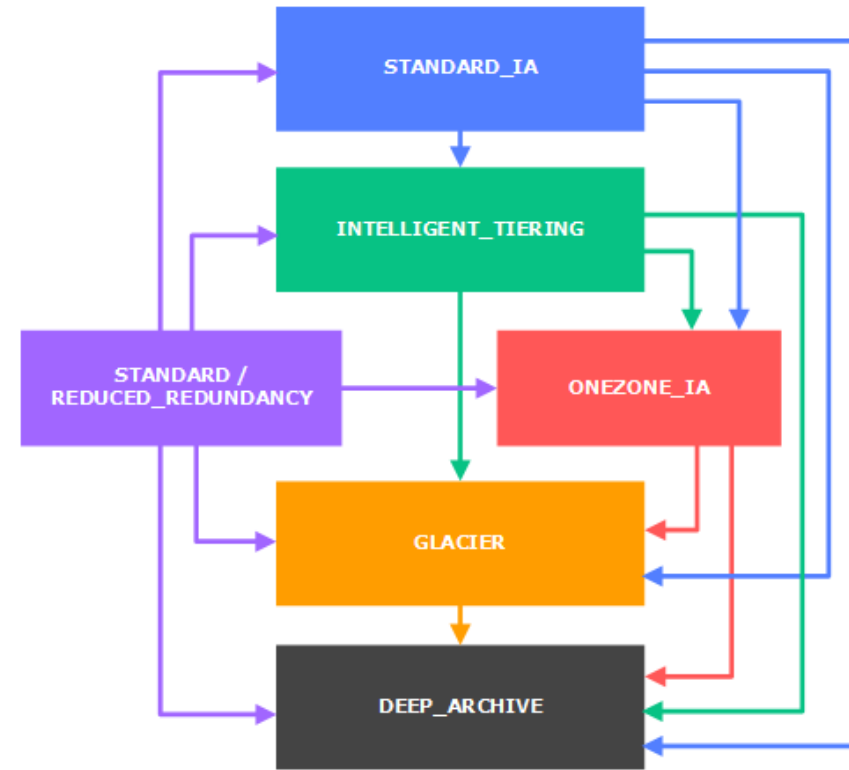 STANDARD_IA
INTELLIGENT_TIERING
STANDARD /
REDUCED_REDUNDANCY
ONEZONE_IA
GLACIER
DEEP_ARCHIVE